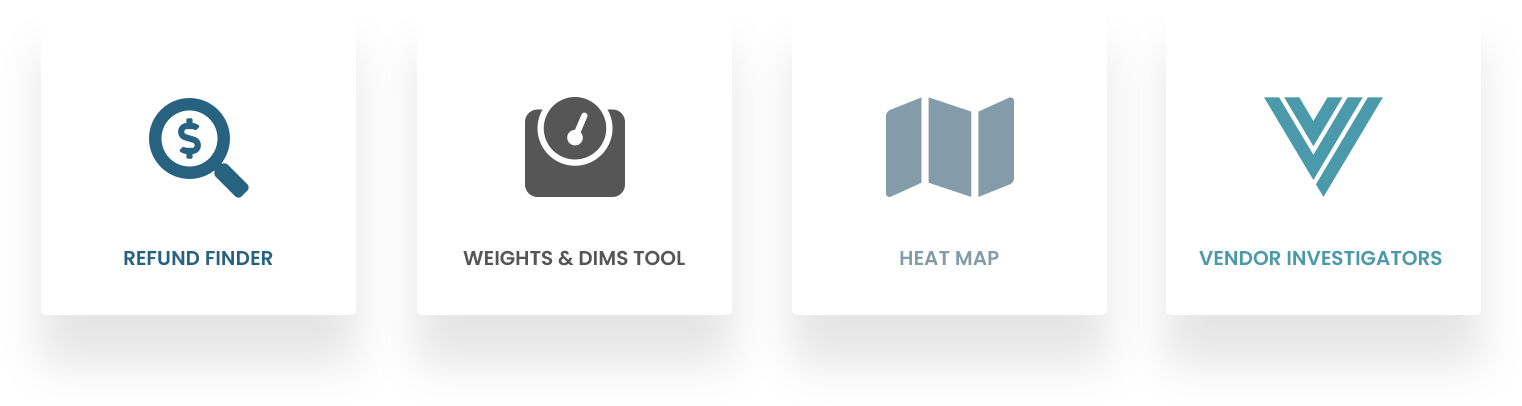 REFUND FINDER
WEIGHTS & DIMS TOOL
HEAT MAP
VENDOR INVESTIGATORS